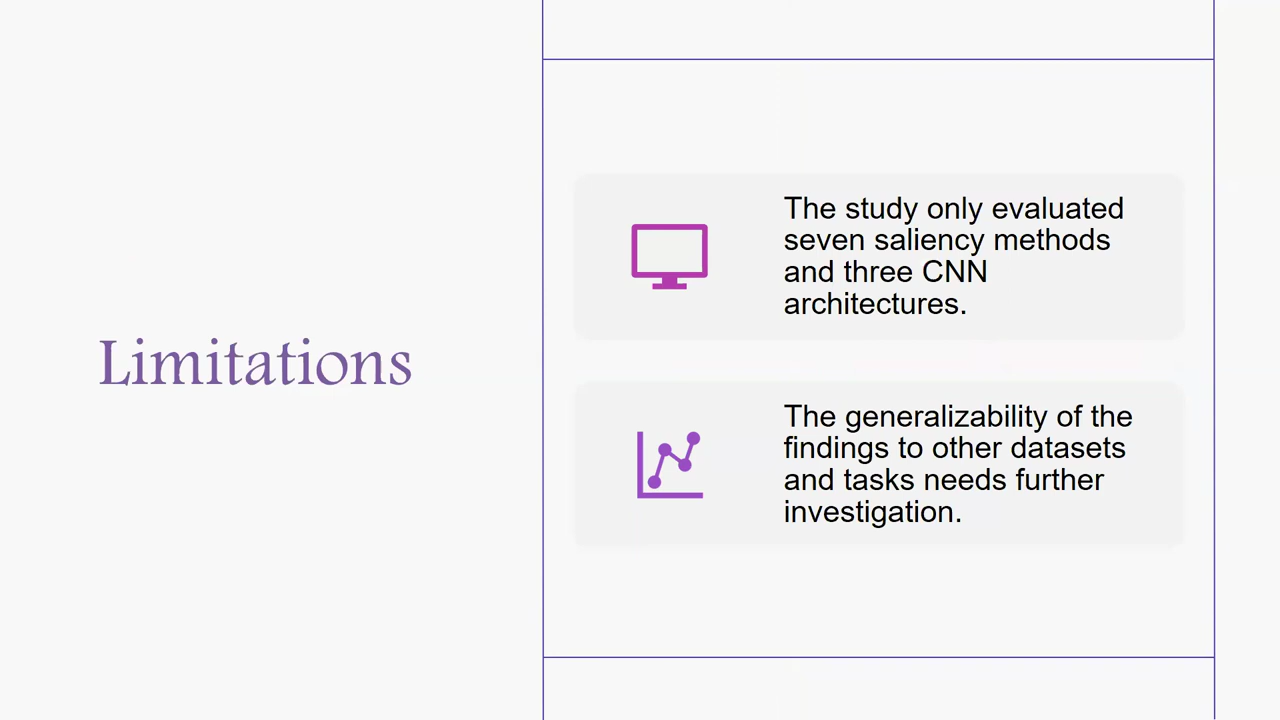 Limitations
The study only evaluated
seven saliency methods
and three CNN
architectures.
The generalizability of the
findings to other datasets
and tasks needs further
investigation.